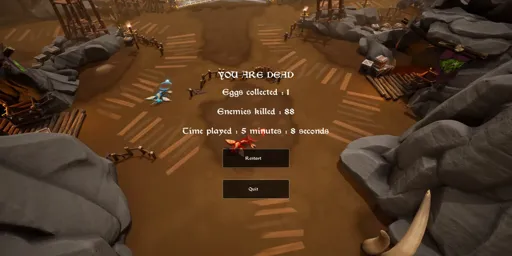 YOU ARE DEAD
Eggs collected : 1
Enemies killed : 88
Time played : 5 minutes : 8 seconds
Restart
Quit